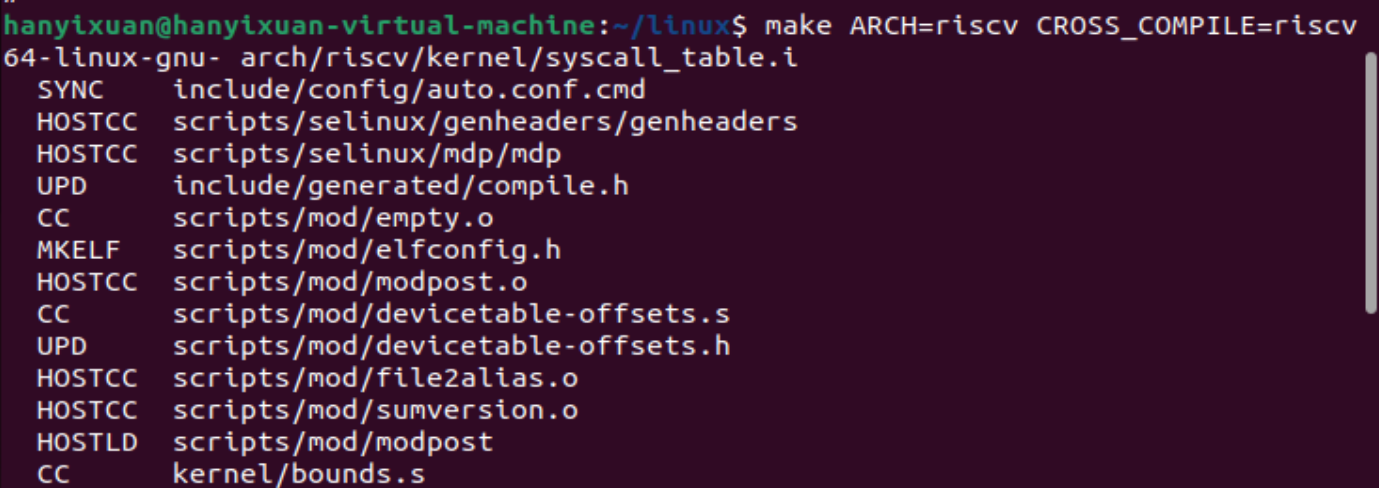 hanyixuan@hanyixuan-virtual-machine:~/linux$ make ARCH=riscv CROSS_COMPILE=riscv
64-linux-gnu- arch/riscv/kernel/syscall_table.i
  SYNC    include/config/auto.conf.cmd
  HOSTCC  scripts/selinux/genheaders/genheaders
  HOSTCC  scripts/selinux/mdp/mdp
  UPD     include/generated/compile.h
  CC      scripts/mod/empty.o
  MKELF   scripts/mod/elfconfig.h
  HOSTCC  scripts/mod/modpost.o
  CC      scripts/mod/devicetable-offsets.s
  UPD     scripts/mod/devicetable-offsets.h
  HOSTCC  scripts/mod/file2alias.o
  HOSTCC  scripts/mod/sumversion.o
  HOSTLD  scripts/mod/modpost
  CC      kernel/bounds.s